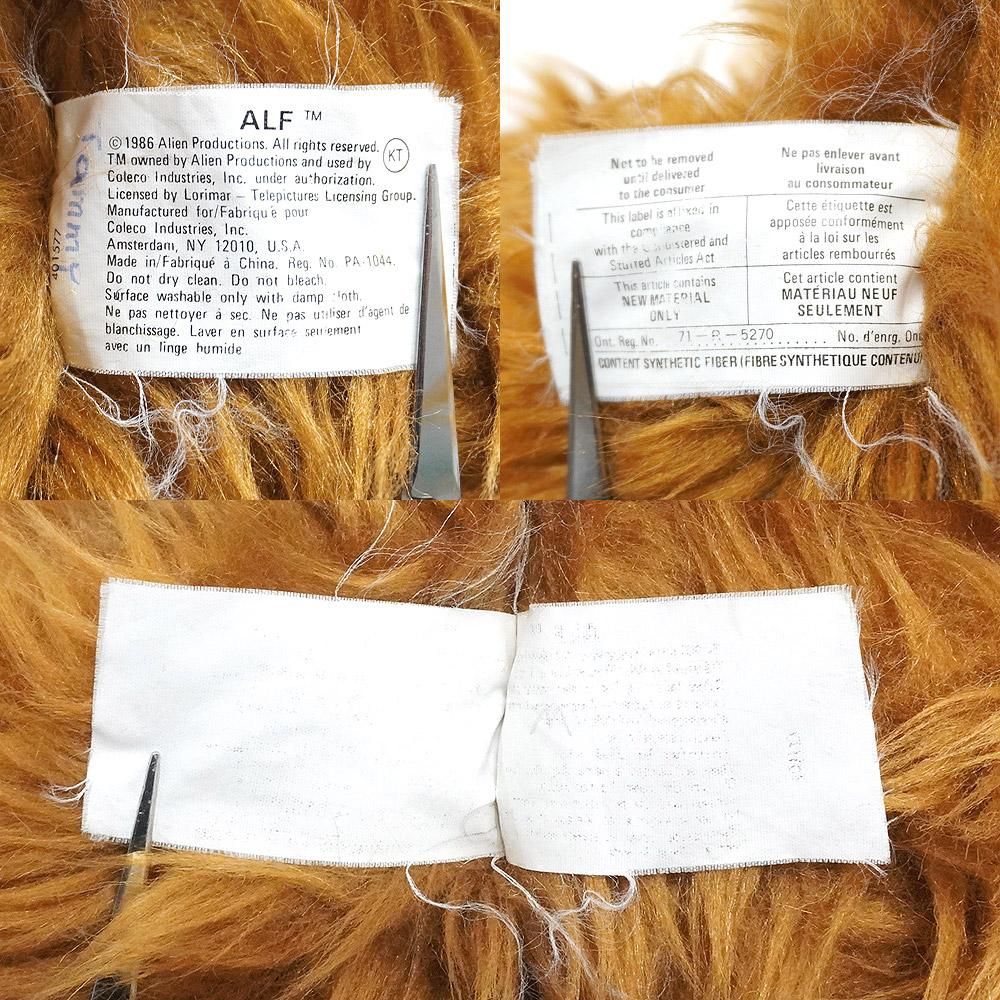 ALF ™
©1986 Alien Productions. All rights reserved.
TM owned by Alien Productions and used by
KT
Coleco Industries, Inc. under authorization.
Licensed by Lorimar – Telepictures Licensing Group.
Manufactured for/Fabriqué pour
Coleco Industries, Inc.
Amsterdam, NY 12010, U.S.A.
Made in/Fabriqué à China. Reg. No. PA-1044.
Do not dry clean. Do not bleach.
Surface washable only with damp cloth.
Ne pas nettoyer à sec. Ne pas utiliser d'agent de
blanchissage. Laver en surface seulement
avec un linge humide
Not to be removed
until delivered
to the consumer
This label is affixed in
compliance
with the Upholstered and
Stuffed Articles Act
This article contains
NEW MATERIAL
ONLY
Ne pas enlever avant
livraison
au consommateur
Cette étiquette est
apposée conformément
à la loi sur les
articles rembourrés
Cet article contient
MATÉRIAU NEUF
SEULEMENT
Ont. Reg. No. 71–R–5270 No. d'enrg. Ont
CONTENT SYNTHETIC FIBER (FIBRE SYNTHETIQUE CONTENU)